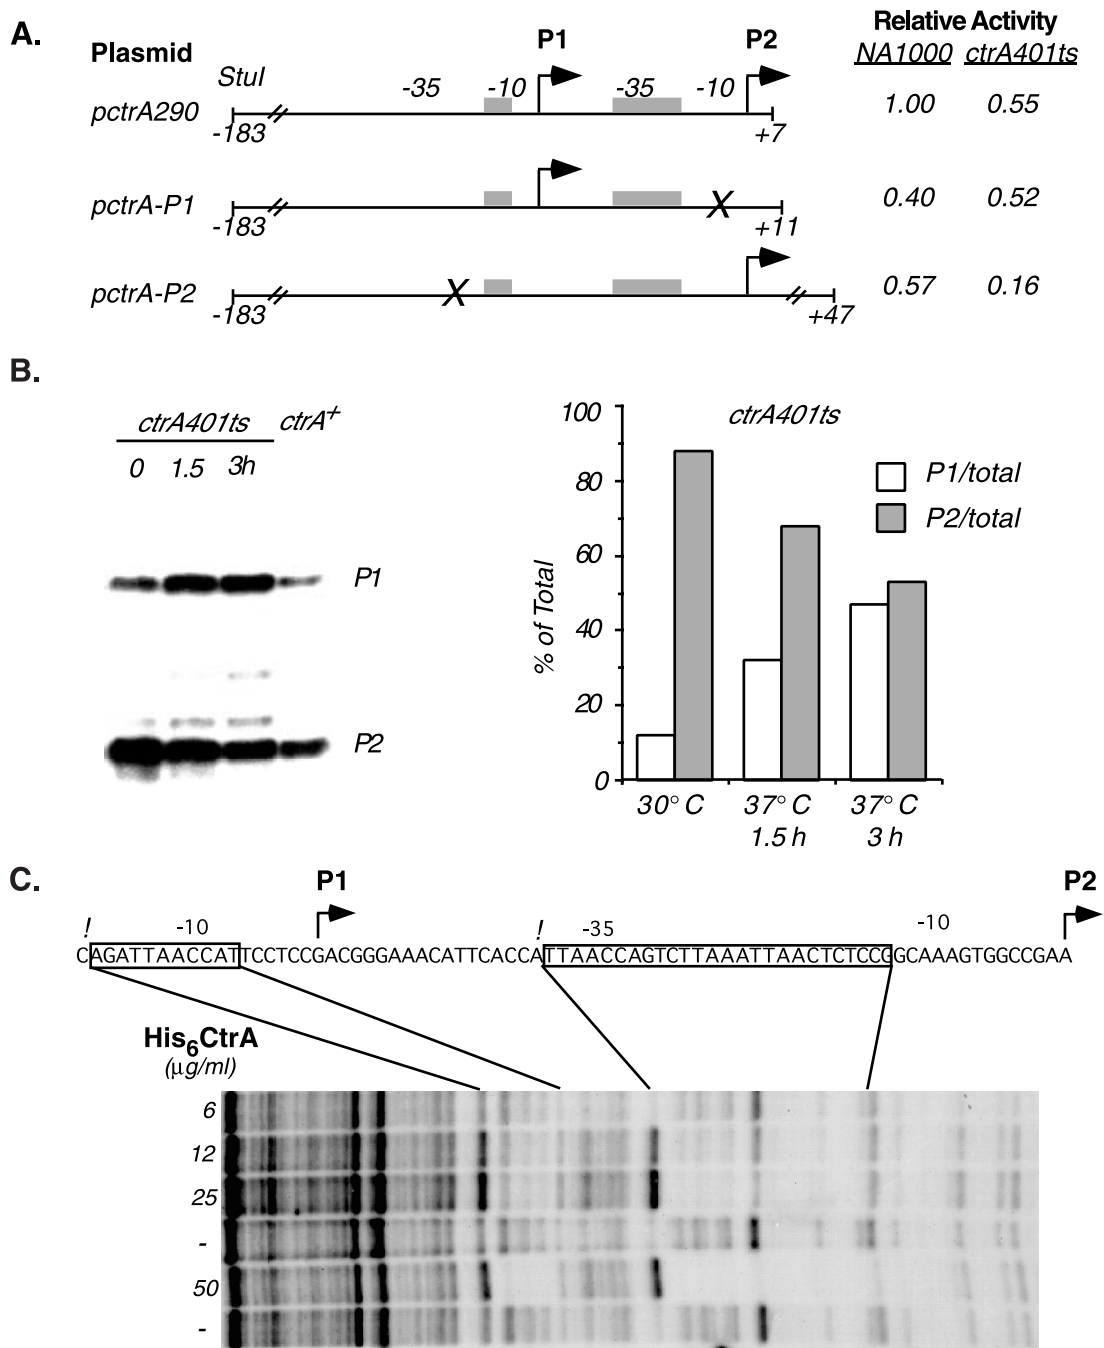 A.
Plasmid
P1
P2
Relative Activity
NA1000 ctrA401ts
StuI
-35 -10 -35 -10
pctrA290
-183
+7
1.00 0.55
pctrA-P1
-183
X
+11
0.40 0.52
pctrA-P2
-183
X
+47
0.57 0.16
B.
ctrA401ts ctrA+
0 1.5 3h
P1
P2
ctrA401ts
100
80
60
40
20
0
% of Total
P1/total
P2/total
30° C 37° C 37° C
1.5 h 3 h
C.
P1
P2
! -10 ! -35 -10
CAGATTAACCATTCCTCCGACGGGAAACATTCACCATTAACCAGTCTTAAATTAACTCTCCGGCAAAGTGGCCGAA
His6CtrA
(µg/ml)
6
12
25
-
50
-